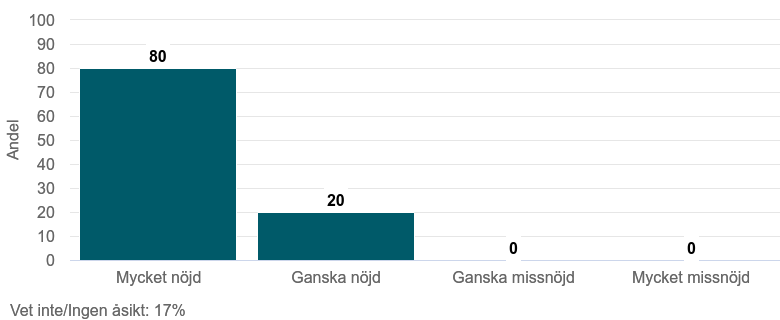 100
90
80
70
60
50
40
30
20
10
0
Andel
80
20
0
0
Mycket nöjd
Ganska nöjd
Ganska missnöjd
Mycket missnöjd
Vet inte/Ingen åsikt: 17%